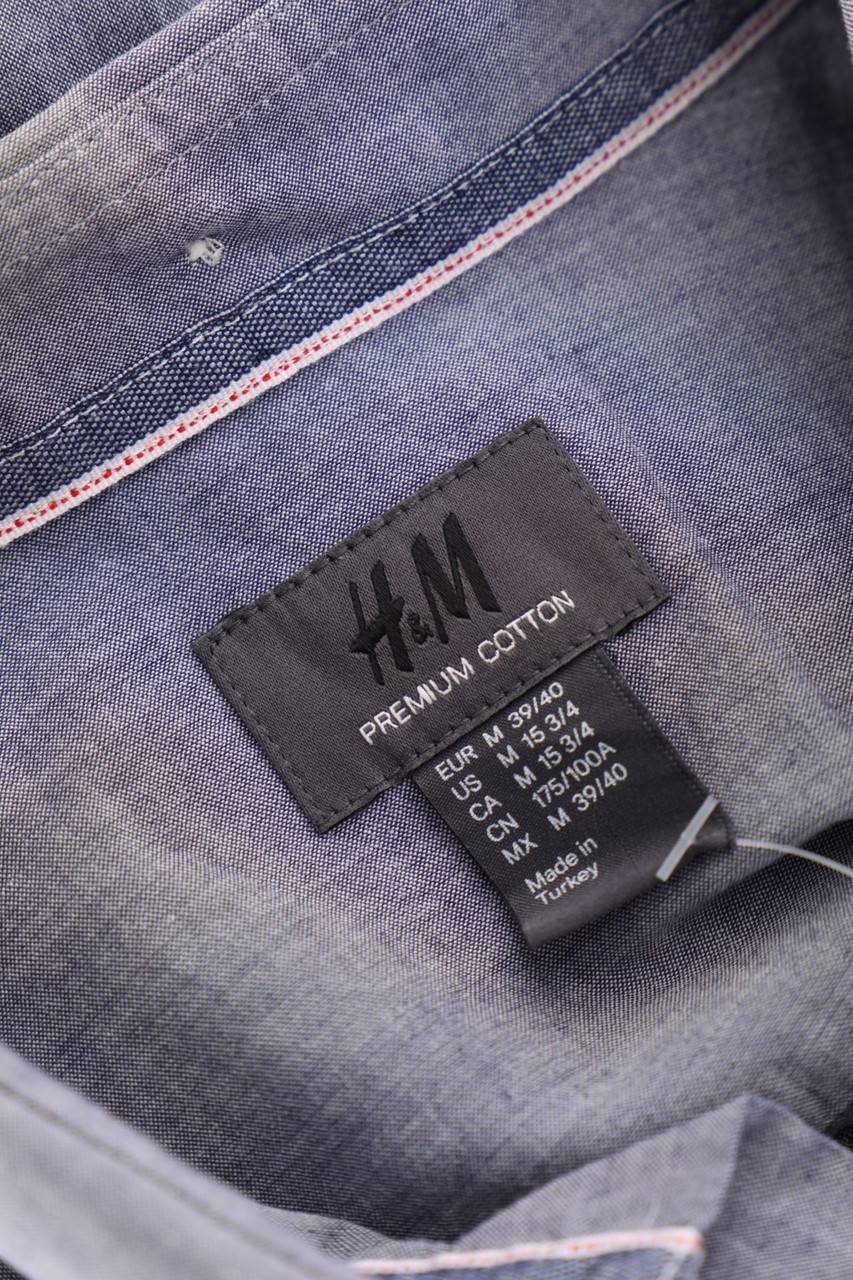 H&M
PREMIUM COTTON
EUR M 39/40
US M 15 3/4
CA M 15 3/4
CN 175/100A
MX M 39/40
Made in
Turkey